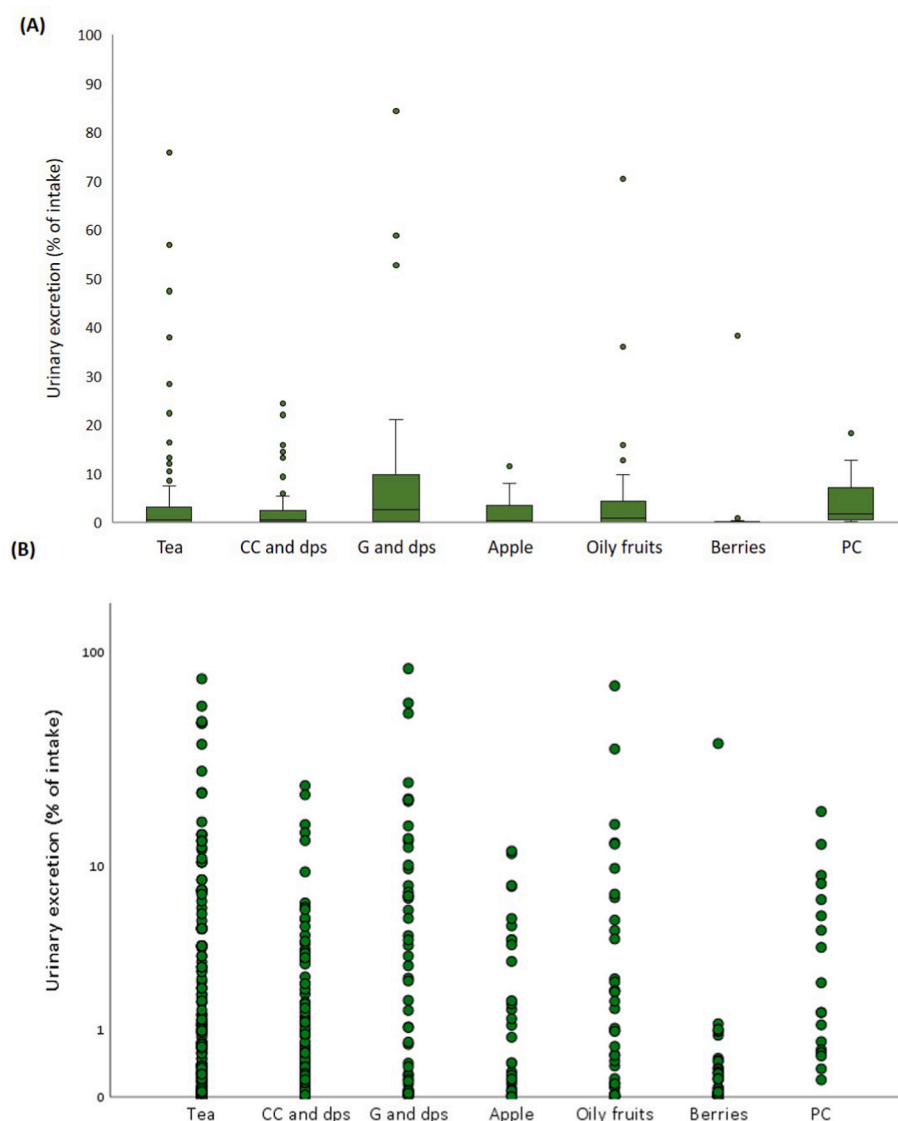 (A)
Urinary excretion (% of intake)
100
90
80
70
60
50
40
30
20
10
0
Tea CC and dps G and dps Apple Oily fruits Berries PC
(B)
Urinary excretion (% of intake)
100
10
1
0
Tea CC and dps G and dps Apple Oily fruits Berries PC